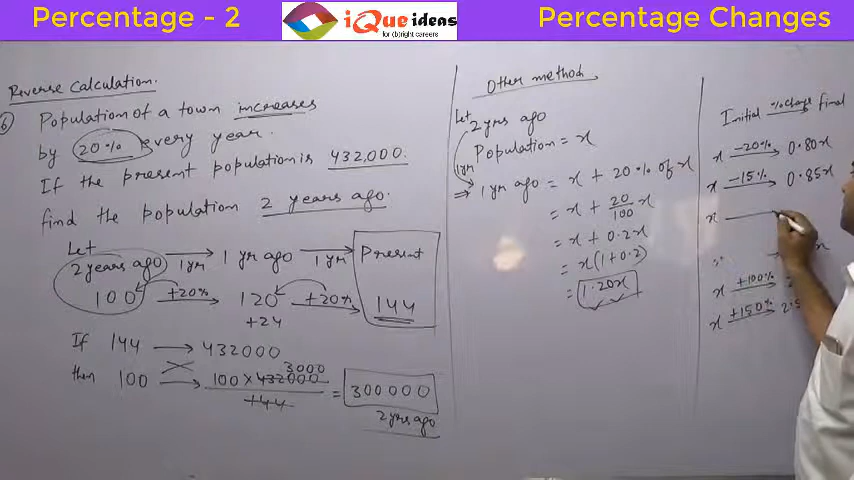 Percentage - 2
iQue ideas
for (b)right careers
Percentage Changes
Reverse Calculation.
6) Population of a town increases
by 20% every year.
If the present population is 432,000.
find the population 2 years ago.
Let
2 years ago → 1 yr ago → Present
1 yr 1 yr
100 +20% → 120 +20% → 144
+24
If 144 → 432000
then 100 → 100 × 432000 3000
144
= 300000
2 yrs ago
Other method
Let
2 yrs ago
Population = x
1 yr
⇒ 1 yr ago = x + 20% of x
= x + 20/100 x
= x + 0.2x
= x(1+0.2)
= 1.20x
Initial %change → final
x -20% → 0.80x
x -15% → 0.85x
x
x +100% →
x +150% → 2.5